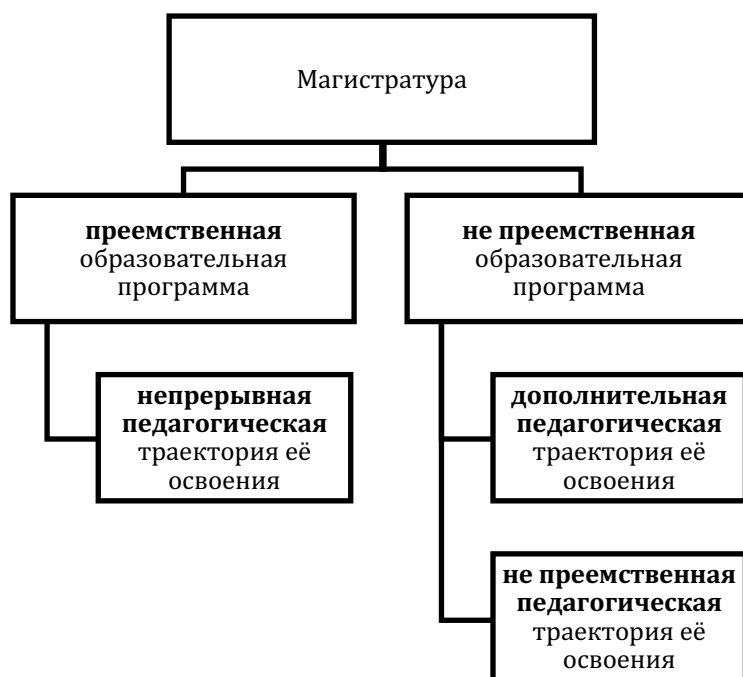 Магистратура
преемственная
образовательная
программа
не преемственная
образовательная
программа
непрерывная
педагогическая
траектория её
освоения
дополнительная
педагогическая
траектория её
освоения
не преемственная
педагогическая
траектория её
освоения